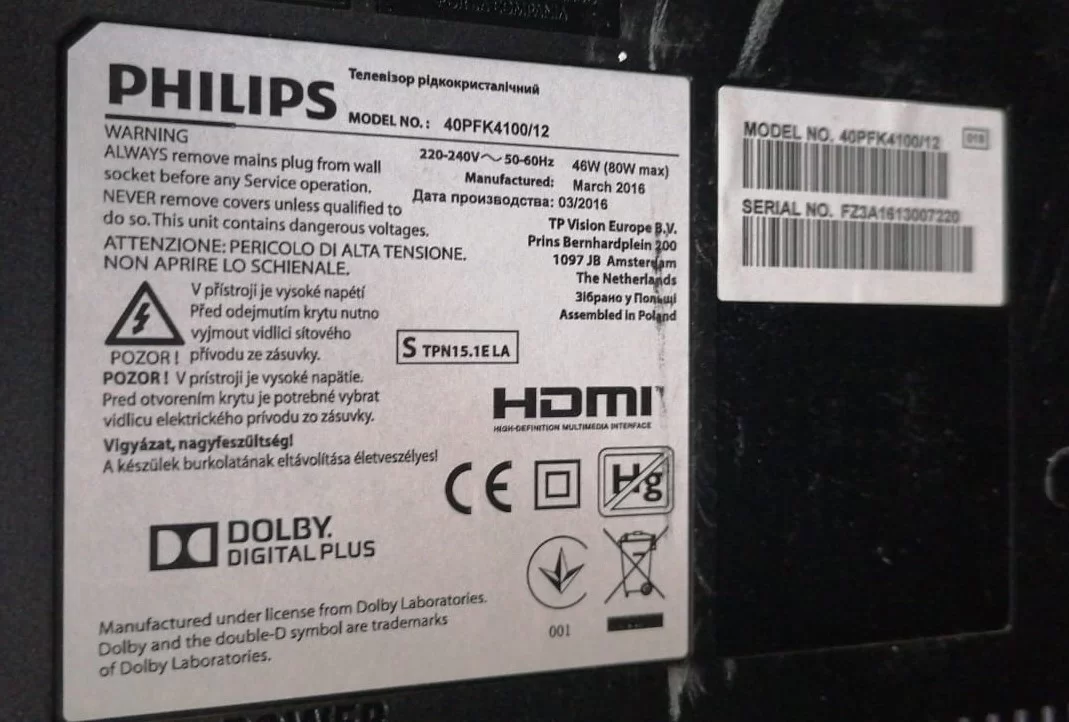 PHILIPS
Телевізор рідкокристалічний
MODEL NO.: 40PFK4100/12
WARNING
ALWAYS remove mains plug from wall
socket before any Service operation.
NEVER remove covers unless qualified to
do so. This unit contains dangerous voltages.
ATTENZIONE: PERICOLO DI ALTA TENSIONE.
NON APRIRE LO SCHIENALE.
V přístroji je vysoké napětí
Před odejmutím krytu nutno
vyjmout vidlici síťového
POZOR! přívodu ze zásuvky.
POZOR! V prístroji je vysoké napätie.
Pred otvorením krytu je potrebné vybrat
vidlicu elektrického prívodu zo zásuvky.
Vigyázat, nagyfeszültség!
A készülek burkolatának eltávolítása életveszélyes!
220-240V~ 50-60Hz 46W (80W max)
Manufactured: March 2016
Дата производства: 03/2016
TP Vision Europe B.V.
Prins Bernhardplein 200
1097 JB Amsterdam
The Netherlands
Зібрано у Польщі
Assembled in Poland
S TPN15.1E LA
HDMI™
HIGH-DEFINITION MULTIMEDIA INTERFACE
CE
Hg
DOLBY.
DIGITAL PLUS
001
Manufactured under license from Dolby Laboratories.
Dolby and the double-D symbol are trademarks
of Dolby Laboratories.
MODEL NO. 40PFK4100/12
SERIAL NO. FZ3A1613007220